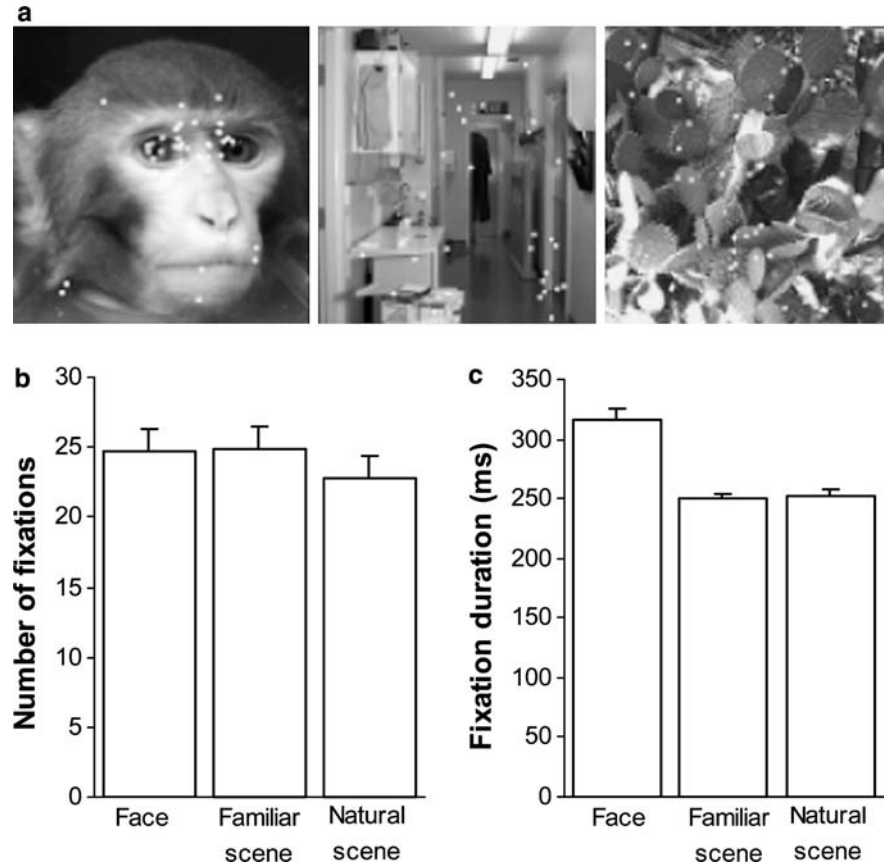 a
b
Number of fixations
30
25
20
15
10
5
0
Face
Familiar
scene
Natural
scene
c
Fixation duration (ms)
350
300
250
200
150
100
50
0
Face
Familiar
scene
Natural
scene